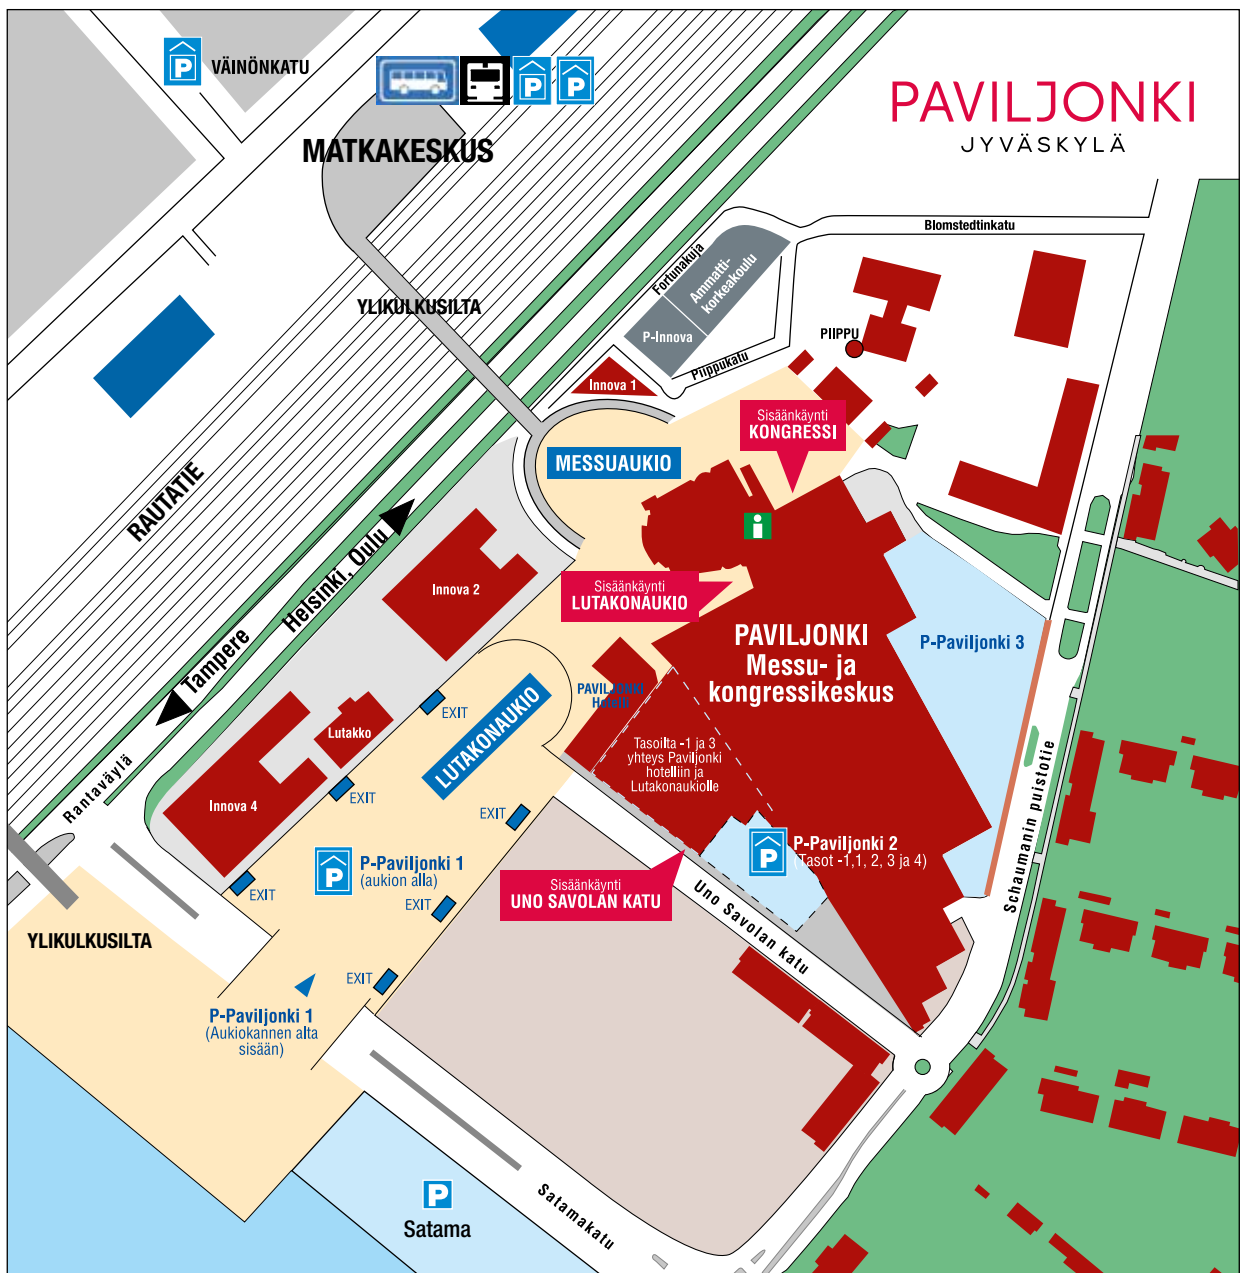 P
VÄINÖNKATU
P
P
MATKAKESKUS
PAVILJONKI
JYVÄSKYLÄ
Blomstedtinkatu
Fortunakuja
Ammatti-
korkeakoulu
P-Innova
Piippukatu
PIIPPU
YLIKULKUSILTA
Innova 1
Sisäänkäynti
KONGRESSI
MESSUAUKIO
i
RAUTATIE
Helsinki, Oulu
Tampere
Innova 2
Sisäänkäynti
LUTAKONAUKIO
PAVILJONKI
Messu- ja
kongressikeskus
P-Paviljonki 3
PAVILJONKI
Hotelli
LUTAKONAUKIO
EXIT
Lutakko
Innova 4
Rantaväylä
Tasoilta -1 ja 3
yhteys Paviljonki
hotelliin ja
Lutakonaukiolle
EXIT
EXIT
P
P-Paviljonki 2
(Tasot -1,1, 2, 3 ja 4)
Schaumanin puistotie
P
P-Paviljonki 1
(aukion alla)
EXIT
EXIT
Sisäänkäynti
UNO SAVOLAN KATU
Uno Savolan katu
YLIKULKUSILTA
EXIT
P-Paviljonki 1
(Aukiokannen alta
sisään)
P
Satama
Satamakatu